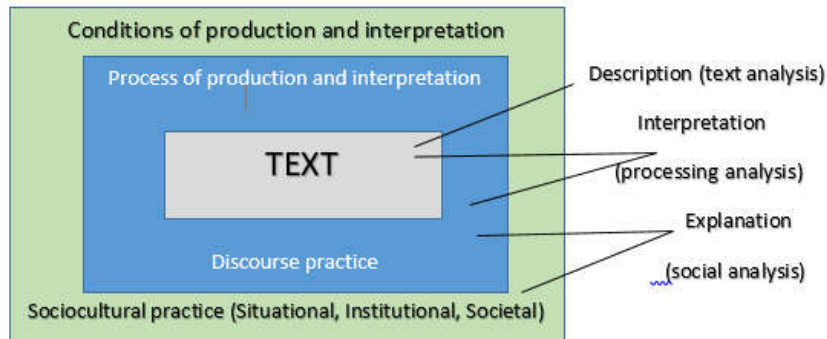 Conditions of production and interpretation
Process of production and interpretation
TEXT
Discourse practice
Sociocultural practice (Situational, Institutional, Societal)
Description (text analysis)
Interpretation
(processing analysis)
Explanation
(social analysis)